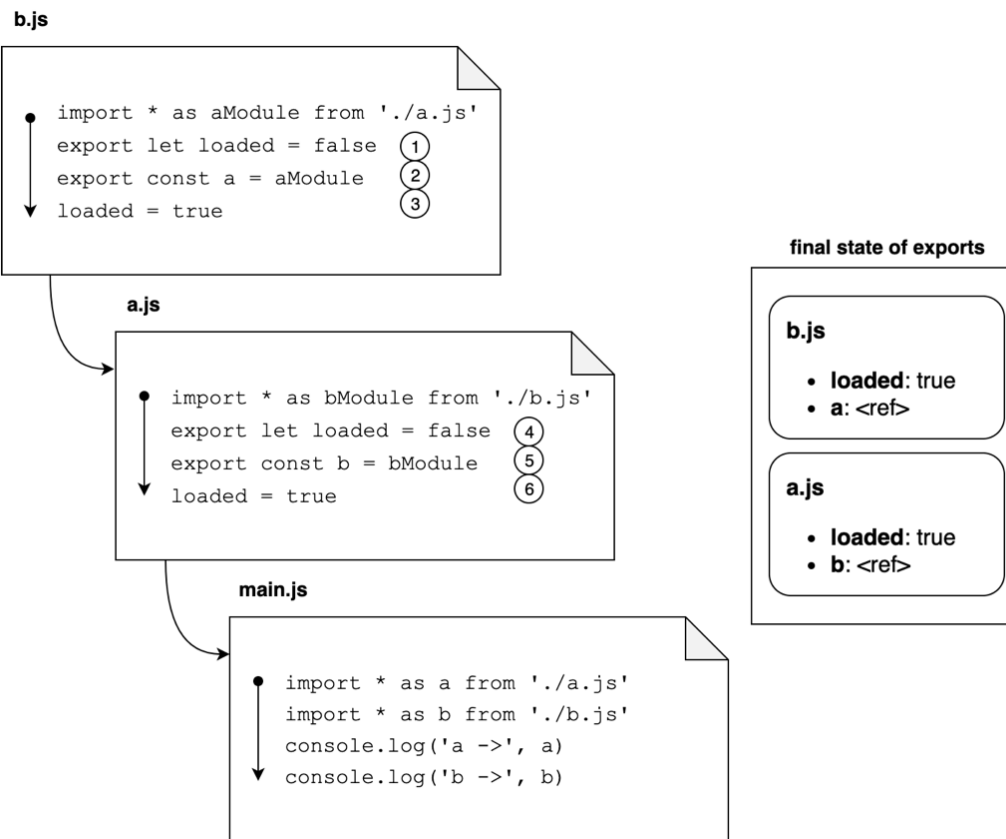 b.js
import * as aModule from './a.js'
export let loaded = false 1
export const a = aModule 2
loaded = true 3
a.js
import * as bModule from './b.js'
export let loaded = false 4
export const b = bModule 5
loaded = true 6
main.js
import * as a from './a.js'
import * as b from './b.js'
console.log('a ->', a)
console.log('b ->', b)
final state of exports
b.js
• loaded: true
• a: <ref>
a.js
• loaded: true
• b: <ref>